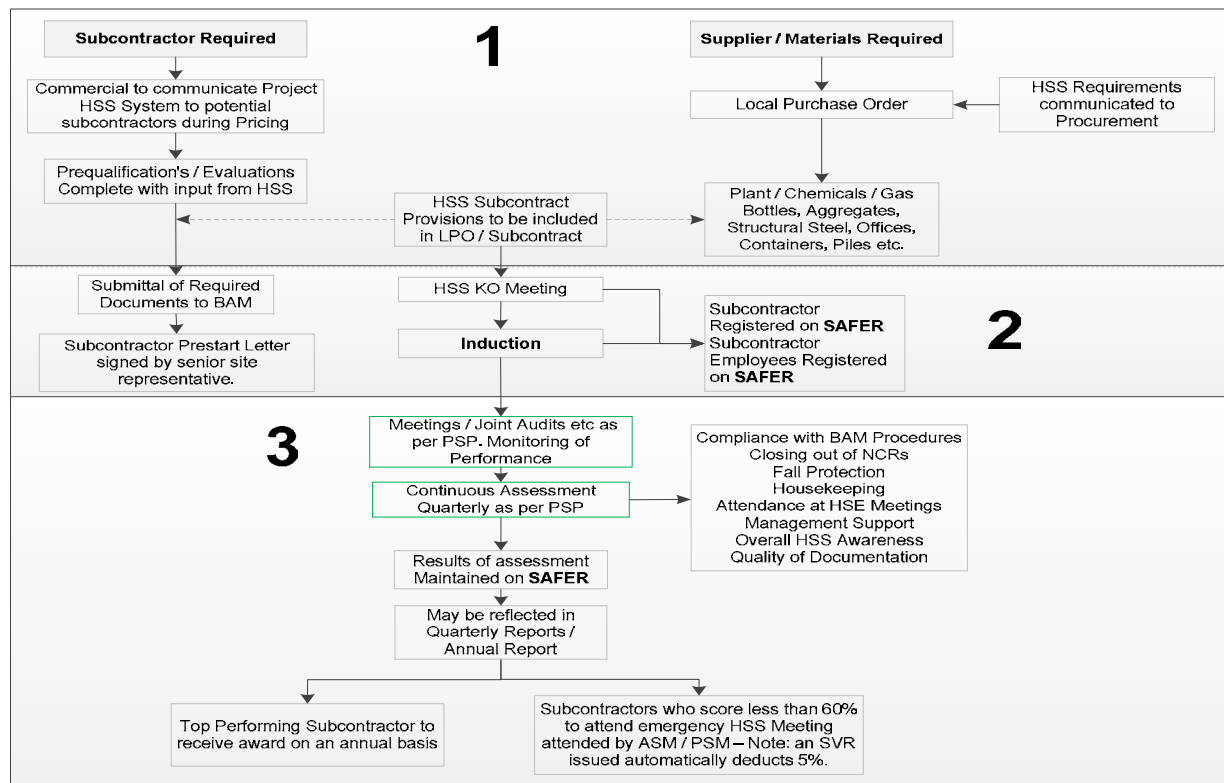 Subcontractor Required
1
Supplier / Materials Required
Commercial to communicate Project
HSS System to potential
subcontractors during Pricing
Local Purchase Order
HSS Requirements
communicated to
Procurement
Prequalification's / Evaluations
Complete with input from HSS
HSS Subcontract
Provisions to be included
in LPO / Subcontract
Plant / Chemicals / Gas
Bottles, Aggregates,
Structural Steel, Offices,
Containers, Piles etc.
Submittal of Required
Documents to BAM
HSS KO Meeting
Subcontractor
Registered on SAFER
Subcontractor
Employees Registered
on SAFER
2
Subcontractor Prestart Letter
signed by senior site
representative.
Induction
3
Meetings / Joint Audits etc as
per PSP. Monitoring of
Performance
Continuous Assessment
Quarterly as per PSP
Compliance with BAM Procedures
Closing out of NCRs
Fall Protection
Housekeeping
Attendance at HSE Meetings
Management Support
Overall HSS Awareness
Quality of Documentation
Results of assessment
Maintained on SAFER
May be reflected in
Quarterly Reports /
Annual Report
Top Performing Subcontractor to
receive award on an annual basis
Subcontractors who score less than 60%
to attend emergency HSS Meeting
attended by ASM / PSM – Note: an SVR
issued automatically deducts 5%.